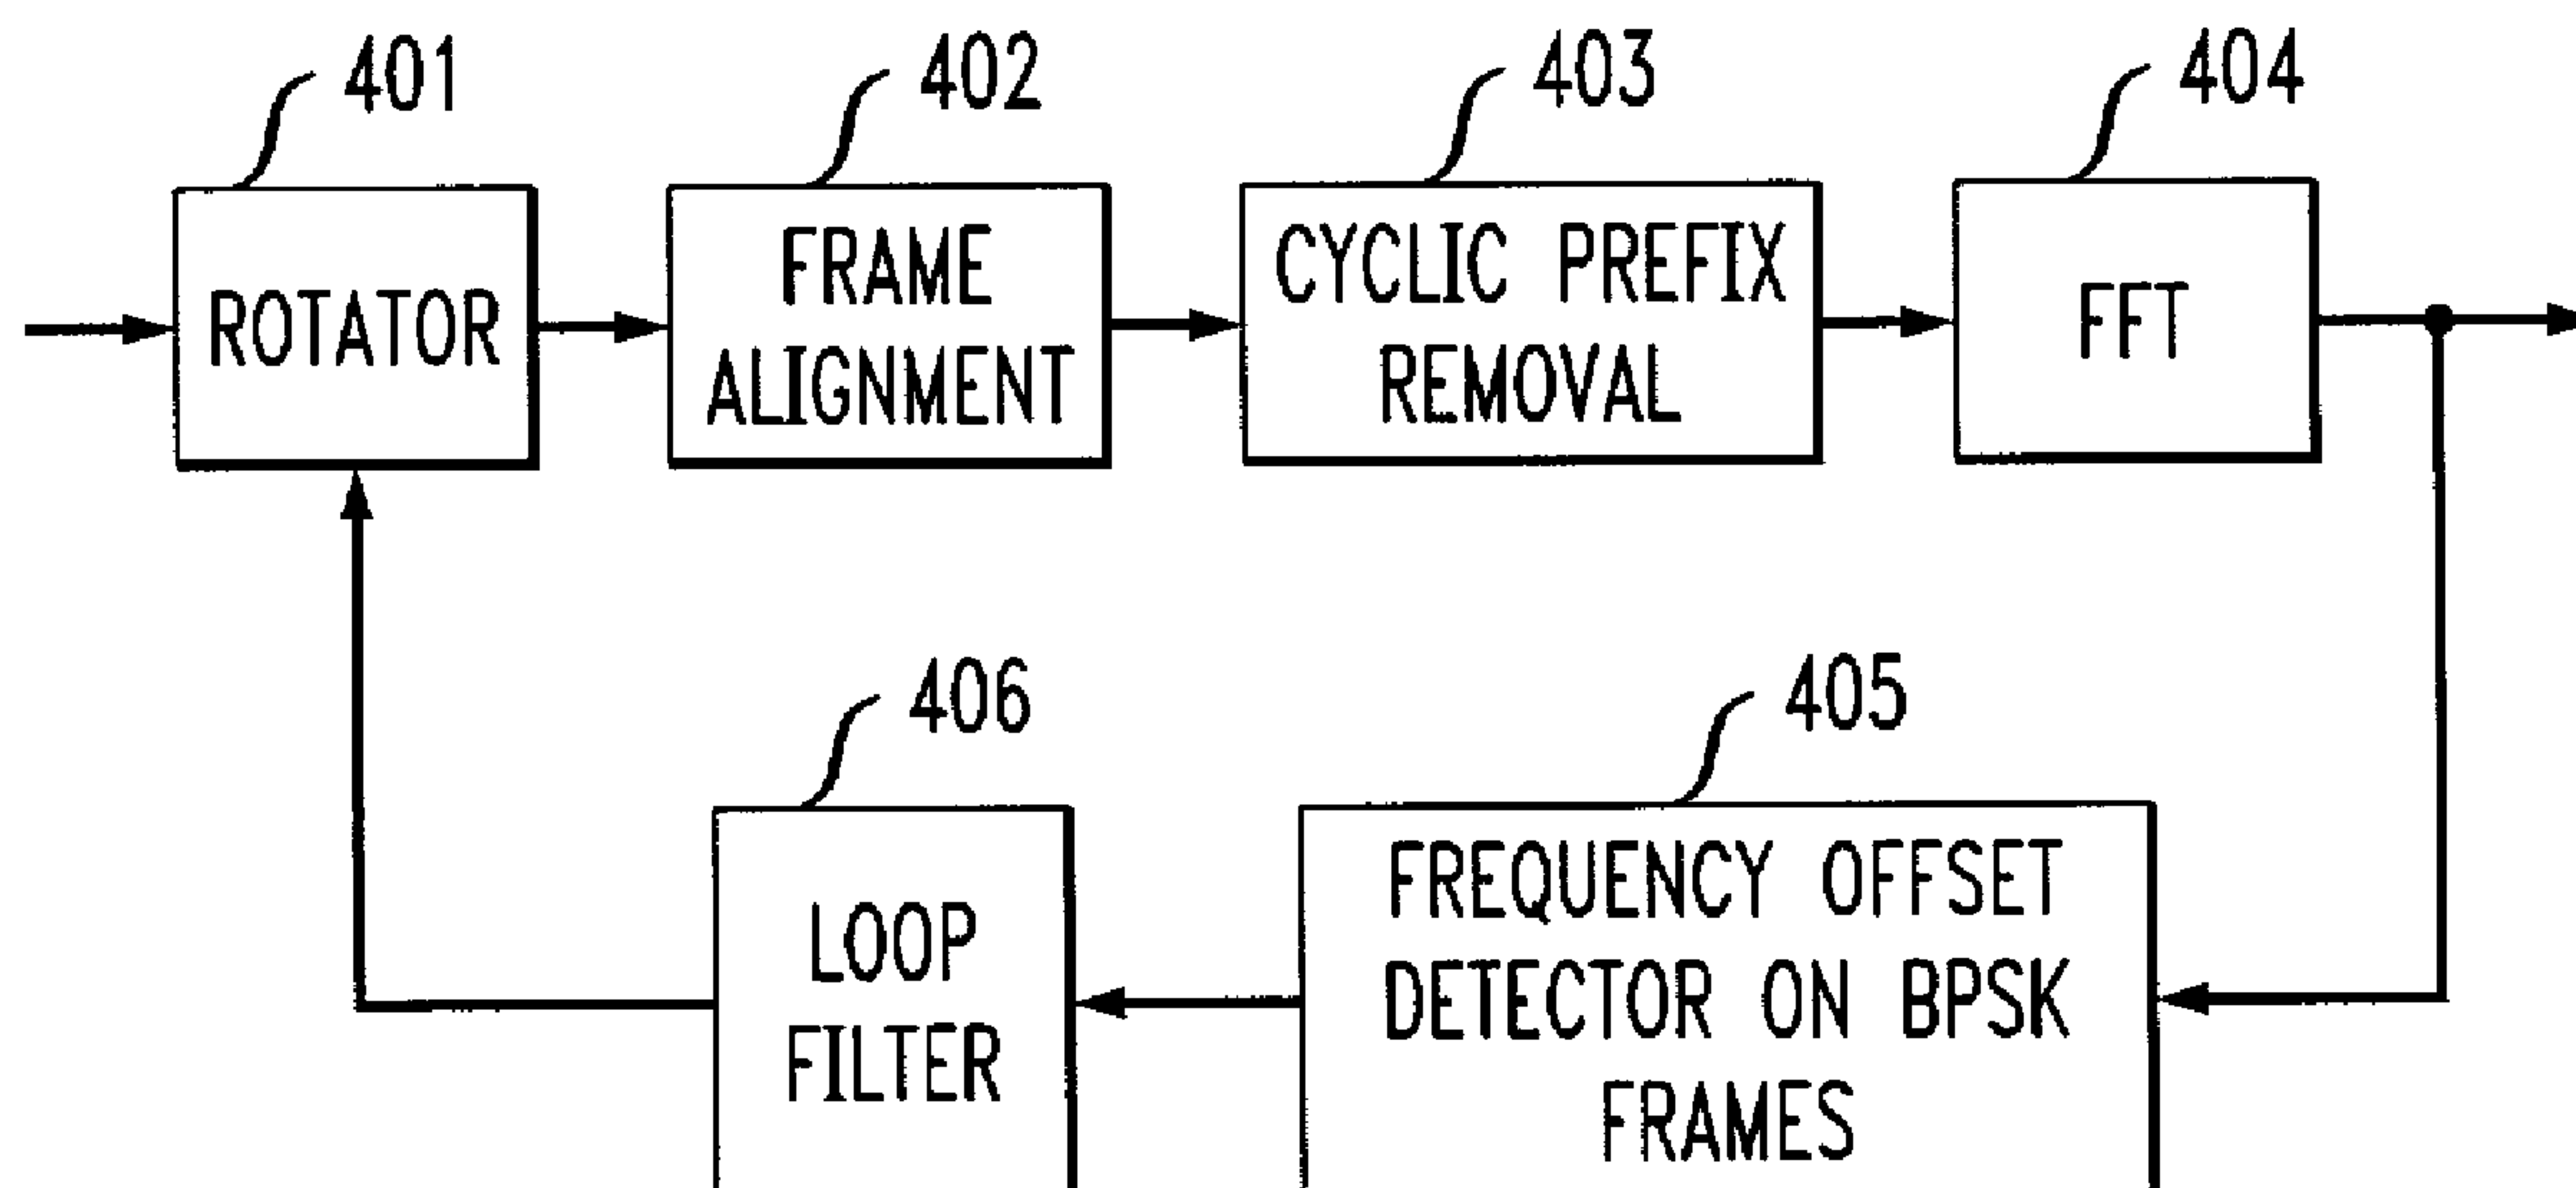 401
402
403
404
ROTATOR
FRAME
ALIGNMENT
CYCLIC PREFIX
REMOVAL
FFT
406
405
LOOP
FILTER
FREQUENCY OFFSET
DETECTOR ON BPSK
FRAMES